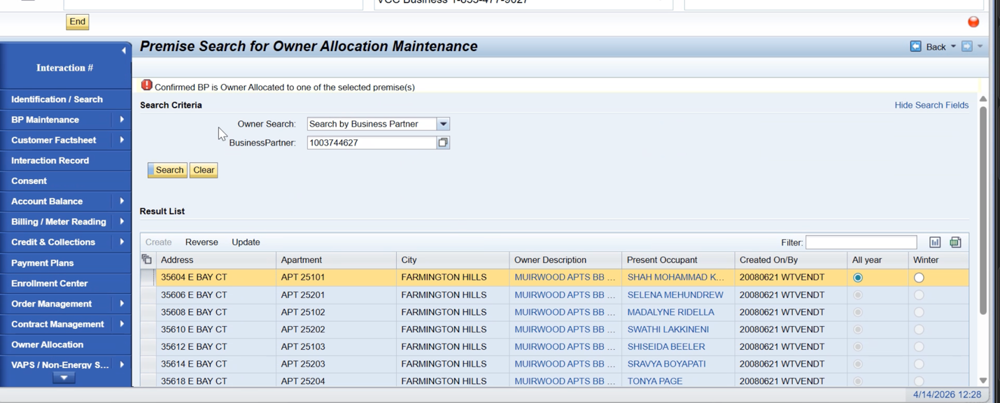 VCC Business 1-855-477-9027
End
Premise Search for Owner Allocation Maintenance
Back
Interaction #
Identification / Search
BP Maintenance
Customer Factsheet
Interaction Record
Consent
Account Balance
Billing / Meter Reading
Credit & Collections
Payment Plans
Enrollment Center
Order Management
Contract Management
Owner Allocation
VAPS / Non-Energy S...
Confirmed BP is Owner Allocated to one of the selected premise(s)
Search Criteria Hide Search Fields
Owner Search: Search by Business Partner
BusinessPartner: 1003744627
Search Clear
Result List
Create Reverse Update Filter:
Address Apartment City Owner Description Present Occupant Created On/By All year Winter
35604 E BAY CT APT 25101 FARMINGTON HILLS MUIRWOOD APTS BB ... SHAH MOHAMMAD K... 20080621 WTVENDT
35606 E BAY CT APT 25201 FARMINGTON HILLS MUIRWOOD APTS BB ... SELENA MEHUNDREW 20080621 WTVENDT
35608 E BAY CT APT 25102 FARMINGTON HILLS MUIRWOOD APTS BB ... MADALYNE RIDELLA 20080621 WTVENDT
35610 E BAY CT APT 25202 FARMINGTON HILLS MUIRWOOD APTS BB ... SWATHI LAKKINENI 20080621 WTVENDT
35612 E BAY CT APT 25103 FARMINGTON HILLS MUIRWOOD APTS BB ... SHISEIDA BEELER 20080621 WTVENDT
35614 E BAY CT APT 25203 FARMINGTON HILLS MUIRWOOD APTS BB ... SRAVYA BOYAPATI 20080621 WTVENDT
35618 E BAY CT APT 25204 FARMINGTON HILLS MUIRWOOD APTS BB ... TONYA PAGE 20080621 WTVENDT
4/14/2026 12:28